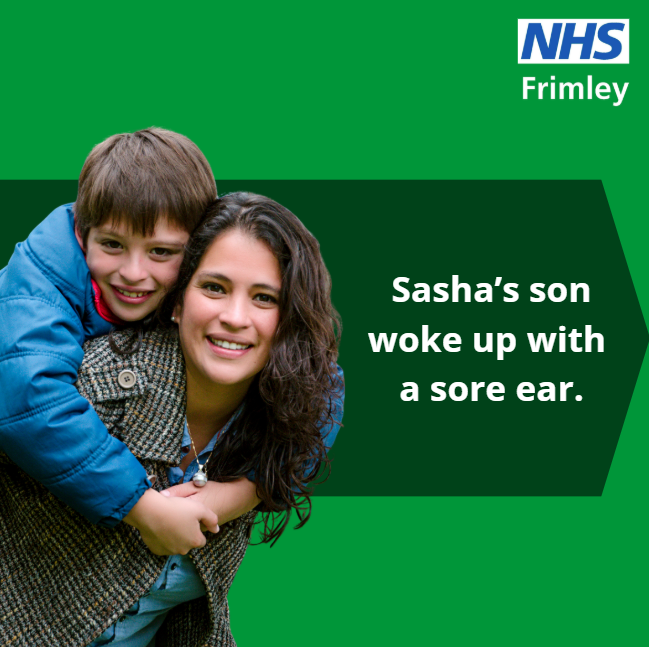 NHS
Frimley
Sasha’s son
woke up with
a sore ear.